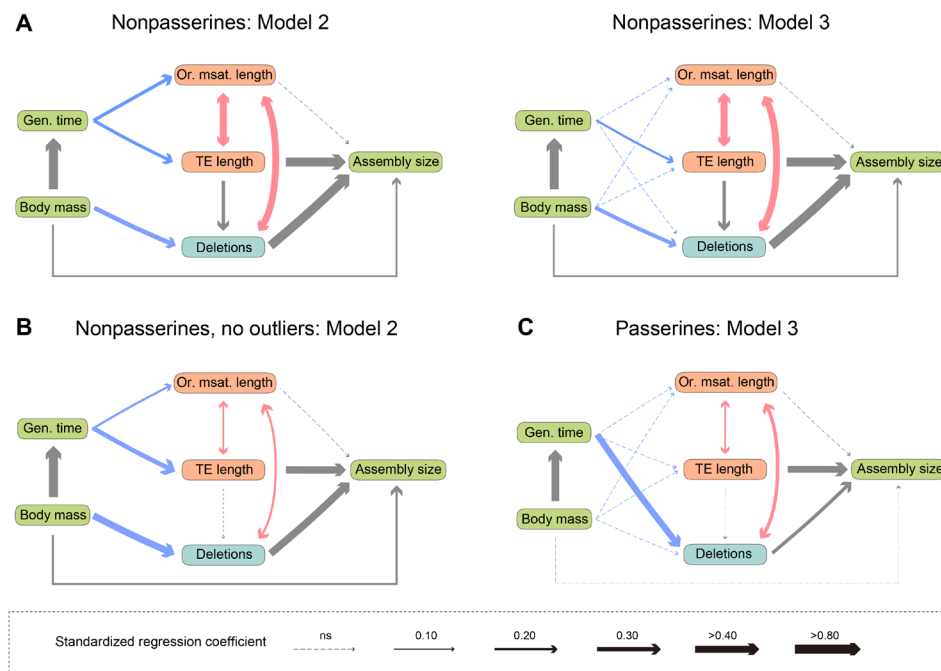 A
Nonpasserines: Model 2
Or. msat. length
Gen. time
TE length
Assembly size
Body mass
Deletions
Nonpasserines: Model 3
Or. msat. length
Gen. time
TE length
Assembly size
Body mass
Deletions
B
Nonpasserines, no outliers: Model 2
Or. msat. length
Gen. time
TE length
Assembly size
Body mass
Deletions
C
Passerines: Model 3
Or. msat. length
Gen. time
TE length
Assembly size
Body mass
Deletions
Standardized regression coefficient
ns
0.10
0.20
0.30
>0.40
>0.80